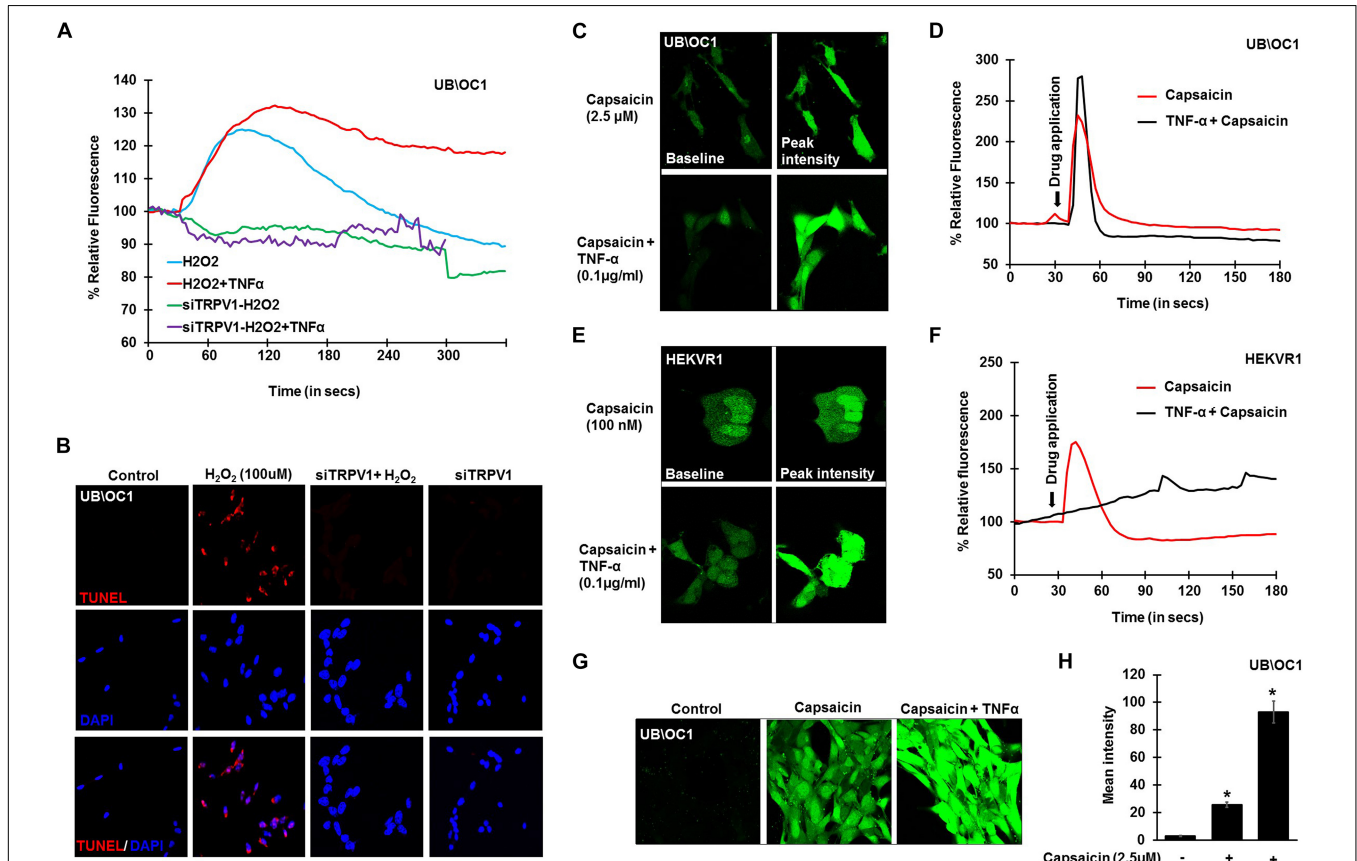 A
UB\OC1
140
130
120
110
100
90
80
70
60
% Relative Fluorescence
H2O2
H2O2+TNFα
siTRPV1-H2O2
siTRPV1-H2O2+TNFα
0 60 120 180 240 300
Time (in secs)
B
Control
H₂O₂ (100uM)
siTRPV1+ H₂O₂
siTRPV1
UB\OC1
TUNEL
DAPI
TUNEL/DAPI
C
UB\OC1
Capsaicin
(2.5 µM)
Baseline
Peak
intensity
Capsaicin +
TNF-α
(0.1µg/ml)
D
UB\OC1
300
250
200
150
100
50
% Relative Fluorescence
Drug application
Capsaicin
TNF-α + Capsaicin
0 30 60 90 120 150 180
Time (in secs)
E
HEKVR1
Capsaicin
(100 nM)
Baseline
Peak intensity
Capsaicin +
TNF-α
(0.1µg/ml)
F
HEKVR1
250
200
150
100
50
% Relative fluorescence
Drug application
Capsaicin
TNF-α + Capsaicin
0 30 60 90 120 150 180
Time (in secs)
G
Control
Capsaicin
Capsaicin + TNFα
UB\OC1
H
UB\OC1
120
100
80
60
40
20
0
Mean intensity
*
*
Capsaicin (2.5uM) - + +